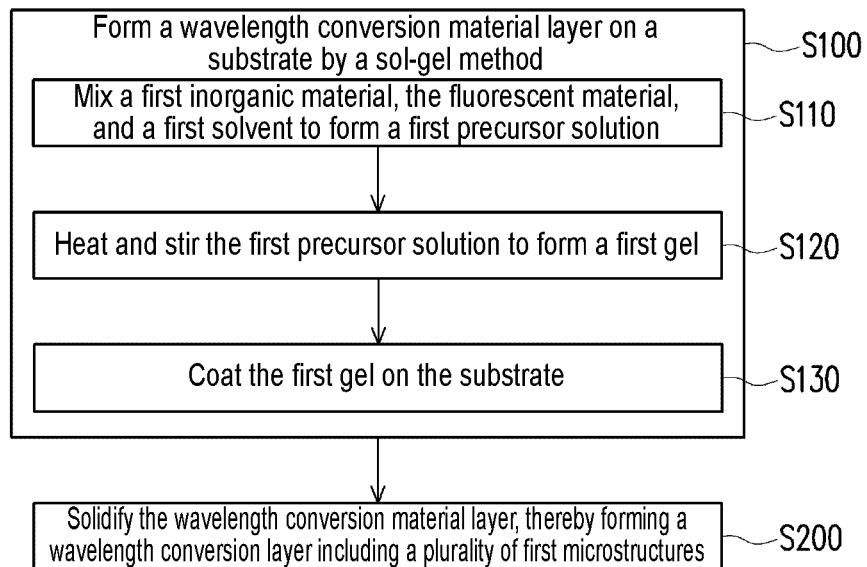 Form a wavelength conversion material layer on a
substrate by a sol-gel method
S100
Mix a first inorganic material, the fluorescent material,
and a first solvent to form a first precursor solution
S110
Heat and stir the first precursor solution to form a first gel
S120
Coat the first gel on the substrate
S130
Solidify the wavelength conversion material layer, thereby forming a
wavelength conversion layer including a plurality of first microstructures
S200